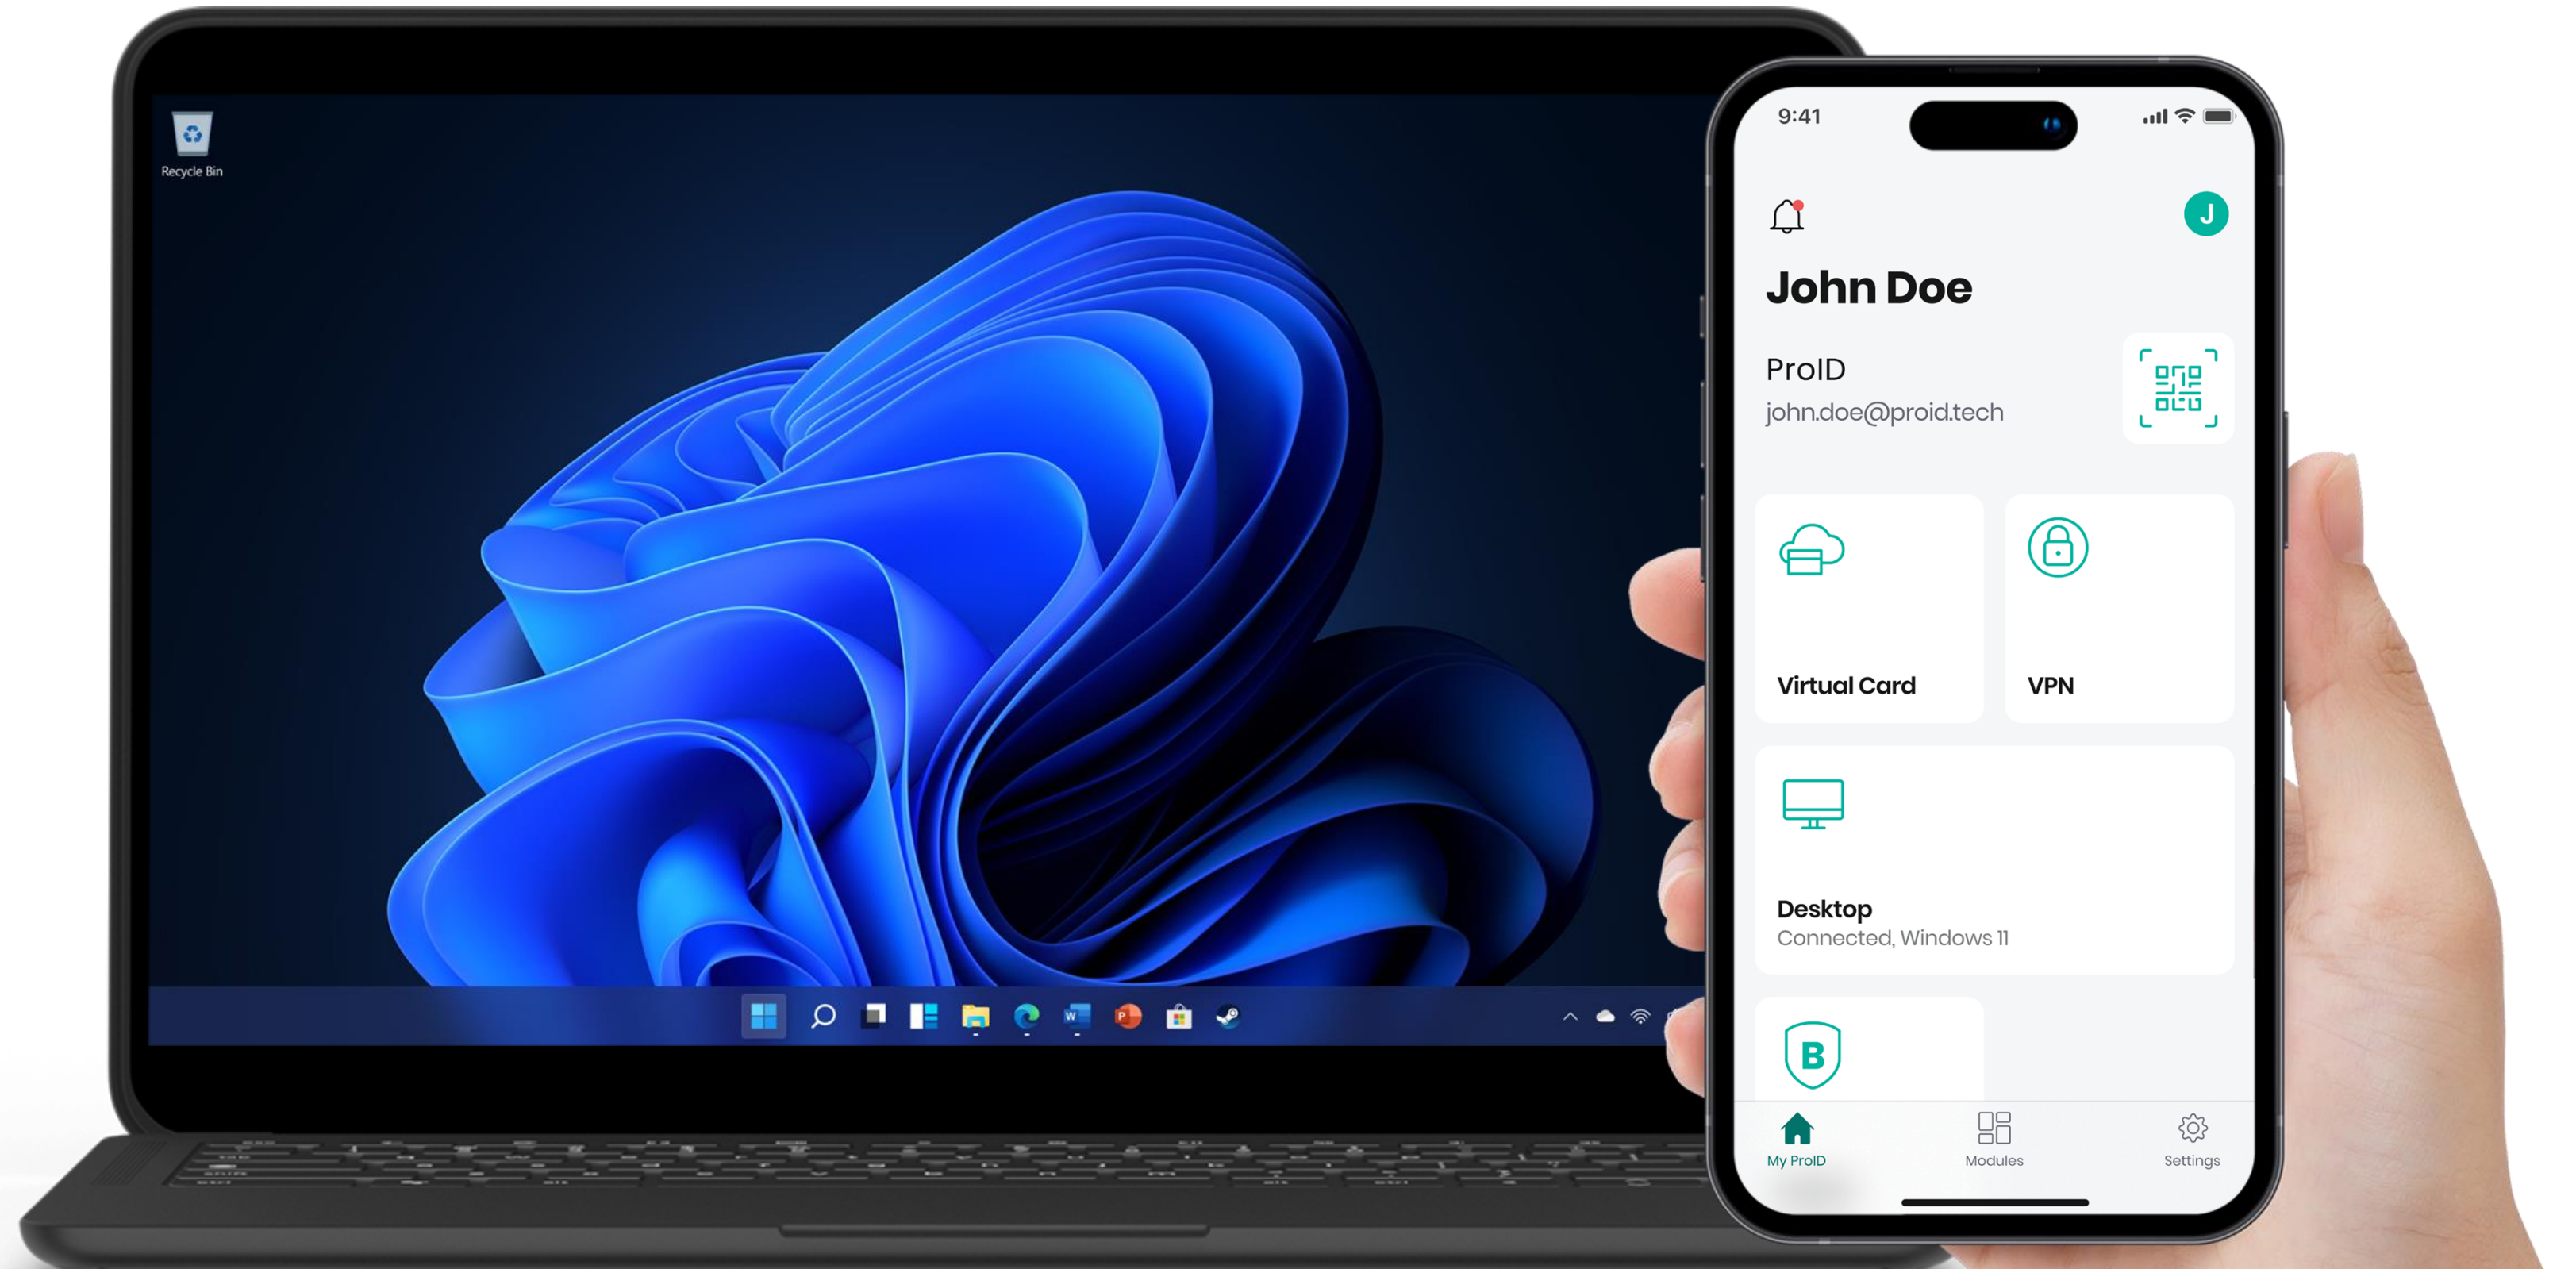 Recycle Bin
9:41
J
John Doe
ProID
john.doe@proid.tech
Virtual Card
VPN
Desktop
Connected, Windows 11
B
My ProID
Modules
Settings
W
P